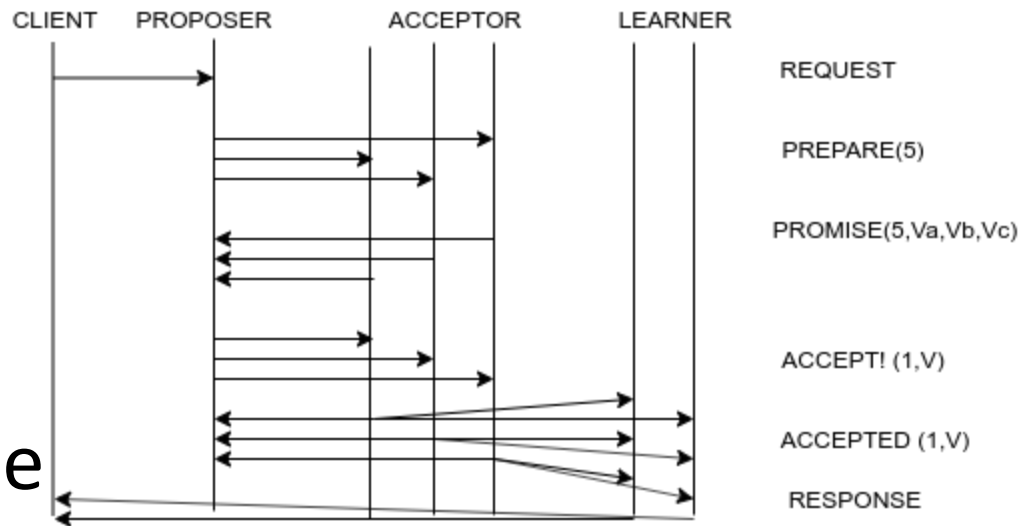 CLIENT PROPOSER ACCEPTOR LEARNER
REQUEST
PREPARE(5)
PROMISE(5,Va,Vb,Vc)
ACCEPT! (1,V)
ACCEPTED (1,V)
e
RESPONSE